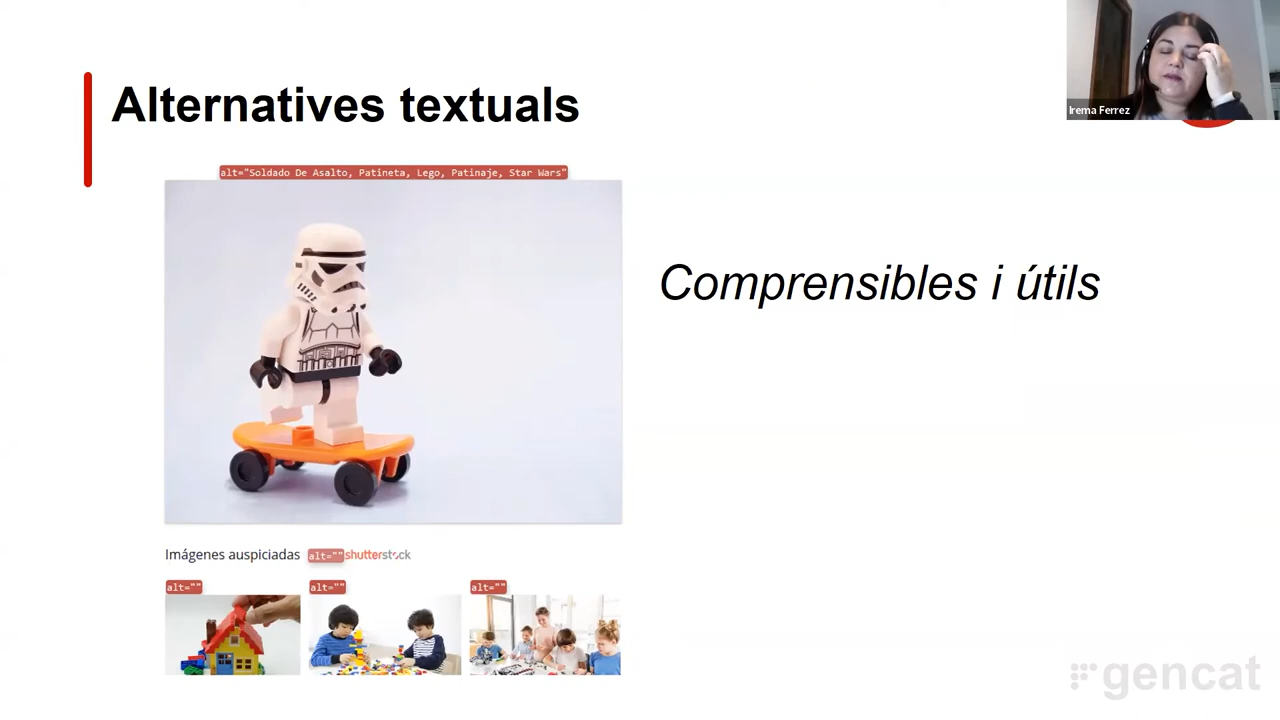 Irema Ferrez
Alternatives textuals
alt="Soldado De Asalto, Patineta, Lego, Patinaje, Star Wars"
Comprensibles i útils
Imágenes auspiciadas alt="" shutterstock
alt="" alt="" alt=""
gencat